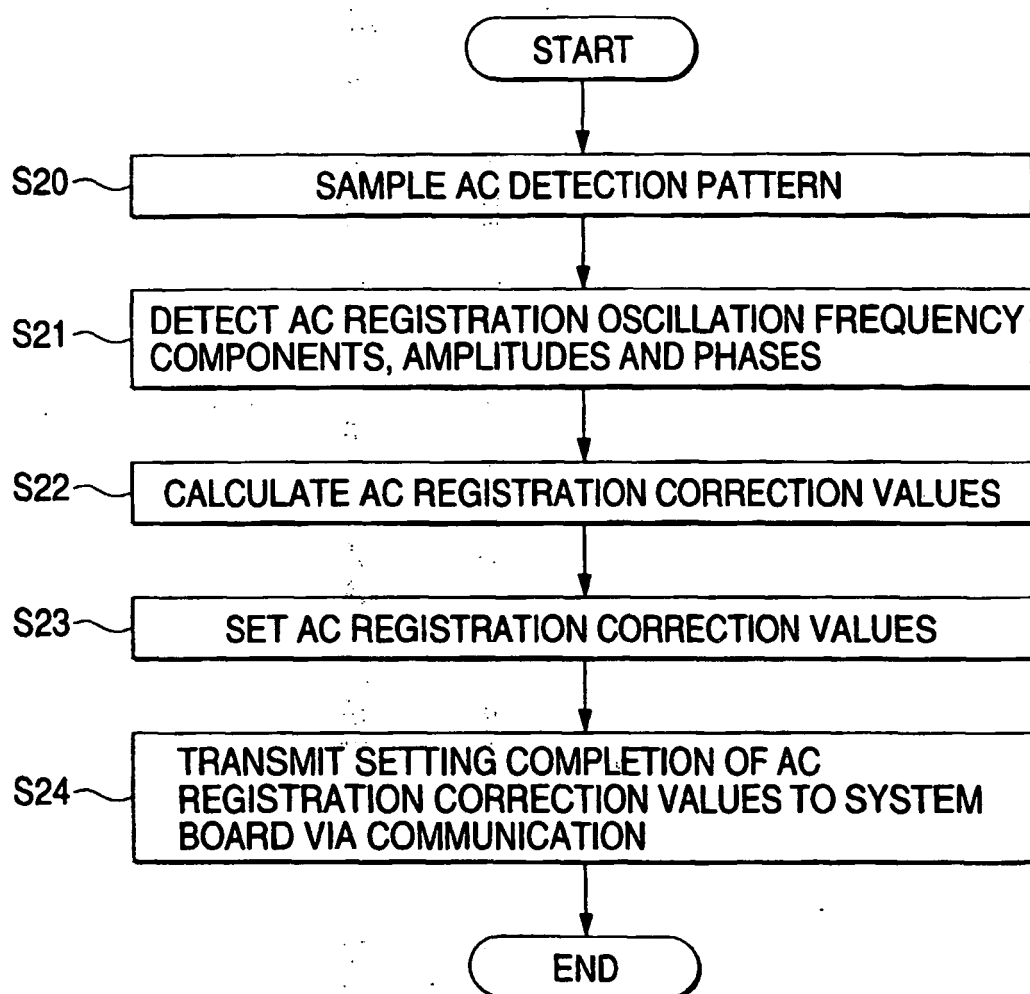 START
S20
SAMPLE AC DETECTION PATTERN
S21
DETECT AC REGISTRATION OSCILLATION FREQUENCY
COMPONENTS, AMPLITUDES AND PHASES
S22
CALCULATE AC REGISTRATION CORRECTION VALUES
S23
SET AC REGISTRATION CORRECTION VALUES
S24
TRANSMIT SETTING COMPLETION OF AC
REGISTRATION CORRECTION VALUES TO SYSTEM
BOARD VIA COMMUNICATION
END